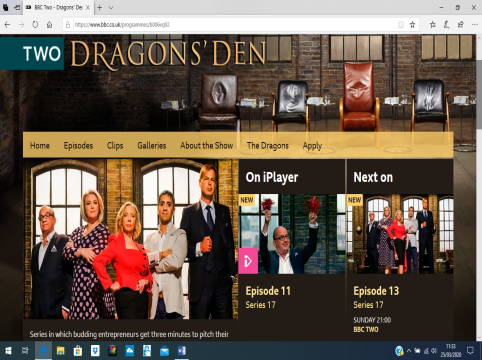 BBC Two - Dragons' Den
https://www.bbc.co.uk/programmes/b006vq92
TWO DRAGONS' DEN
Home Episodes Clips Galleries About the Show The Dragons Apply
On iPlayer
Next on
NEW
NEW
Episode 11
Series 17
Episode 13
Series 17
SUNDAY 21:00
BBC TWO
Series in which budding entrepreneurs get three minutes to pitch their
11:33
25/03/2020